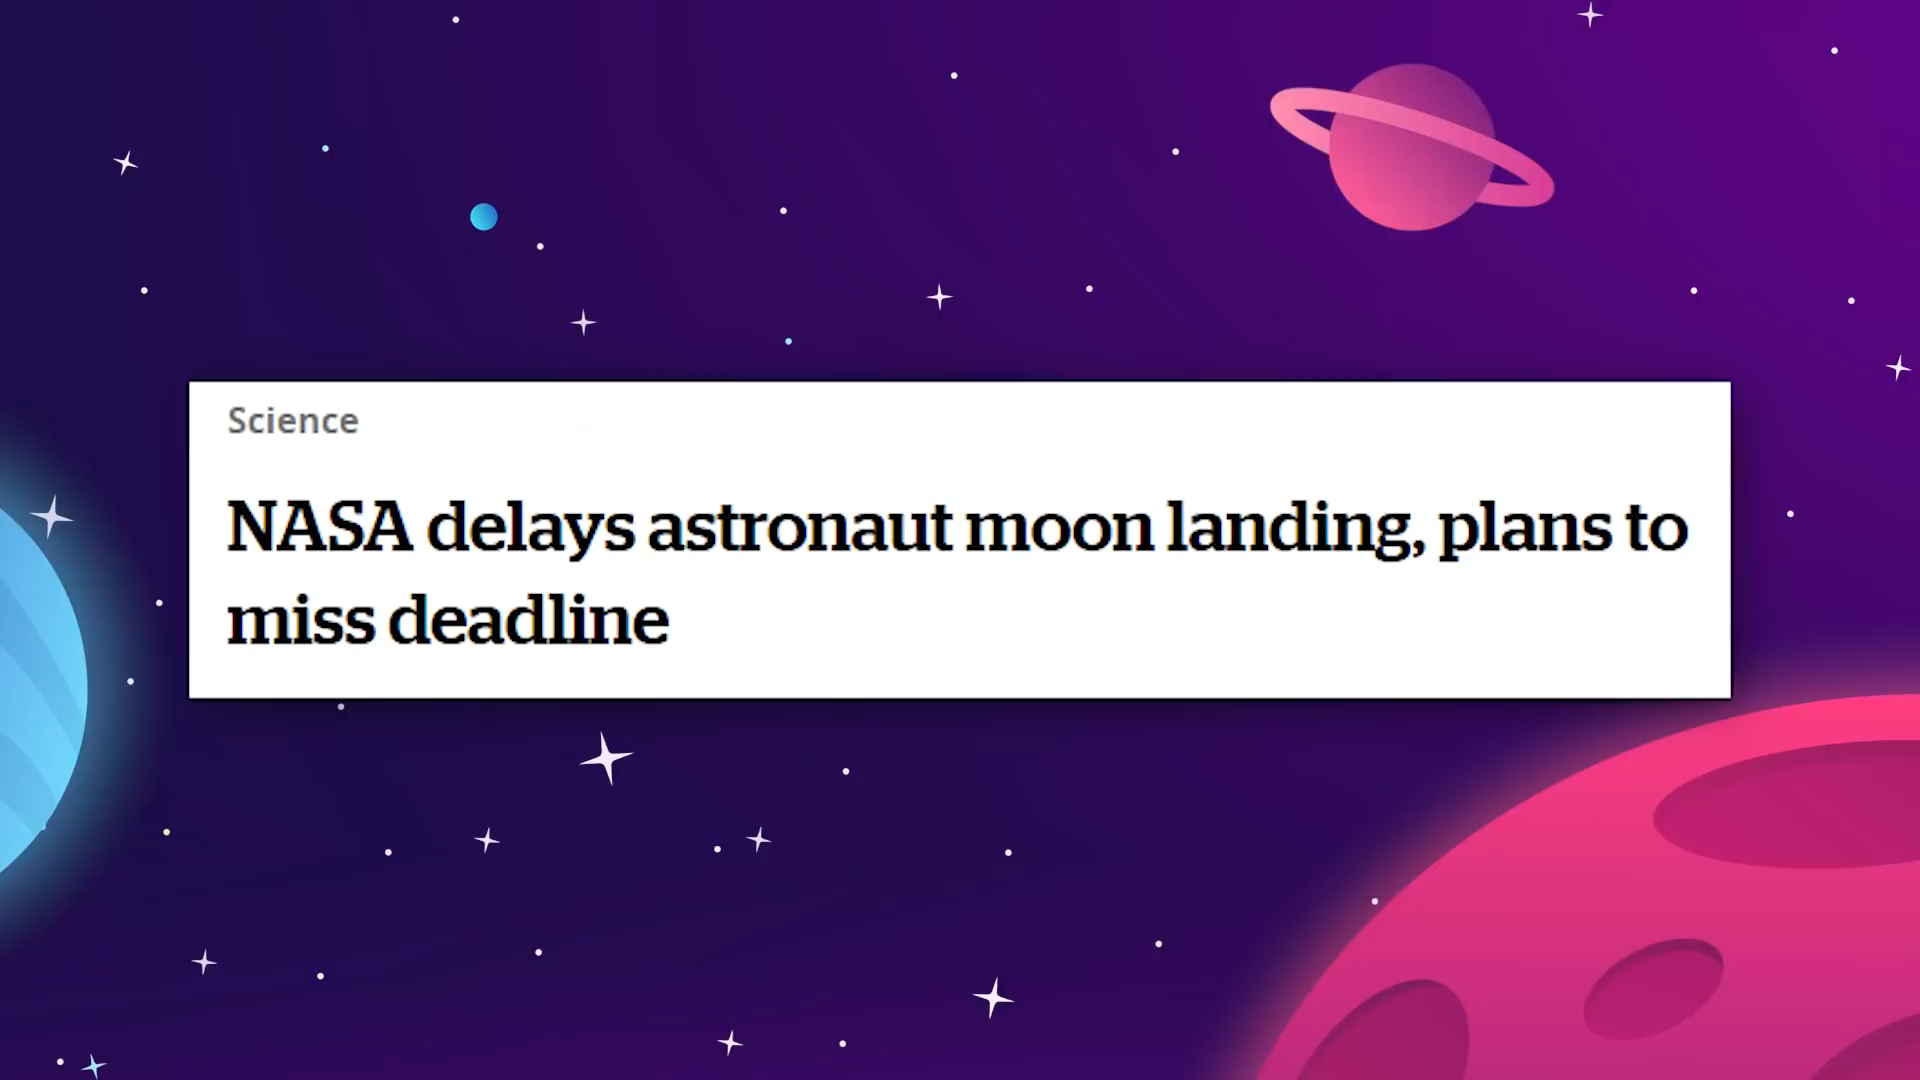 Science
NASA delays astronaut moon landing, plans to
miss deadline